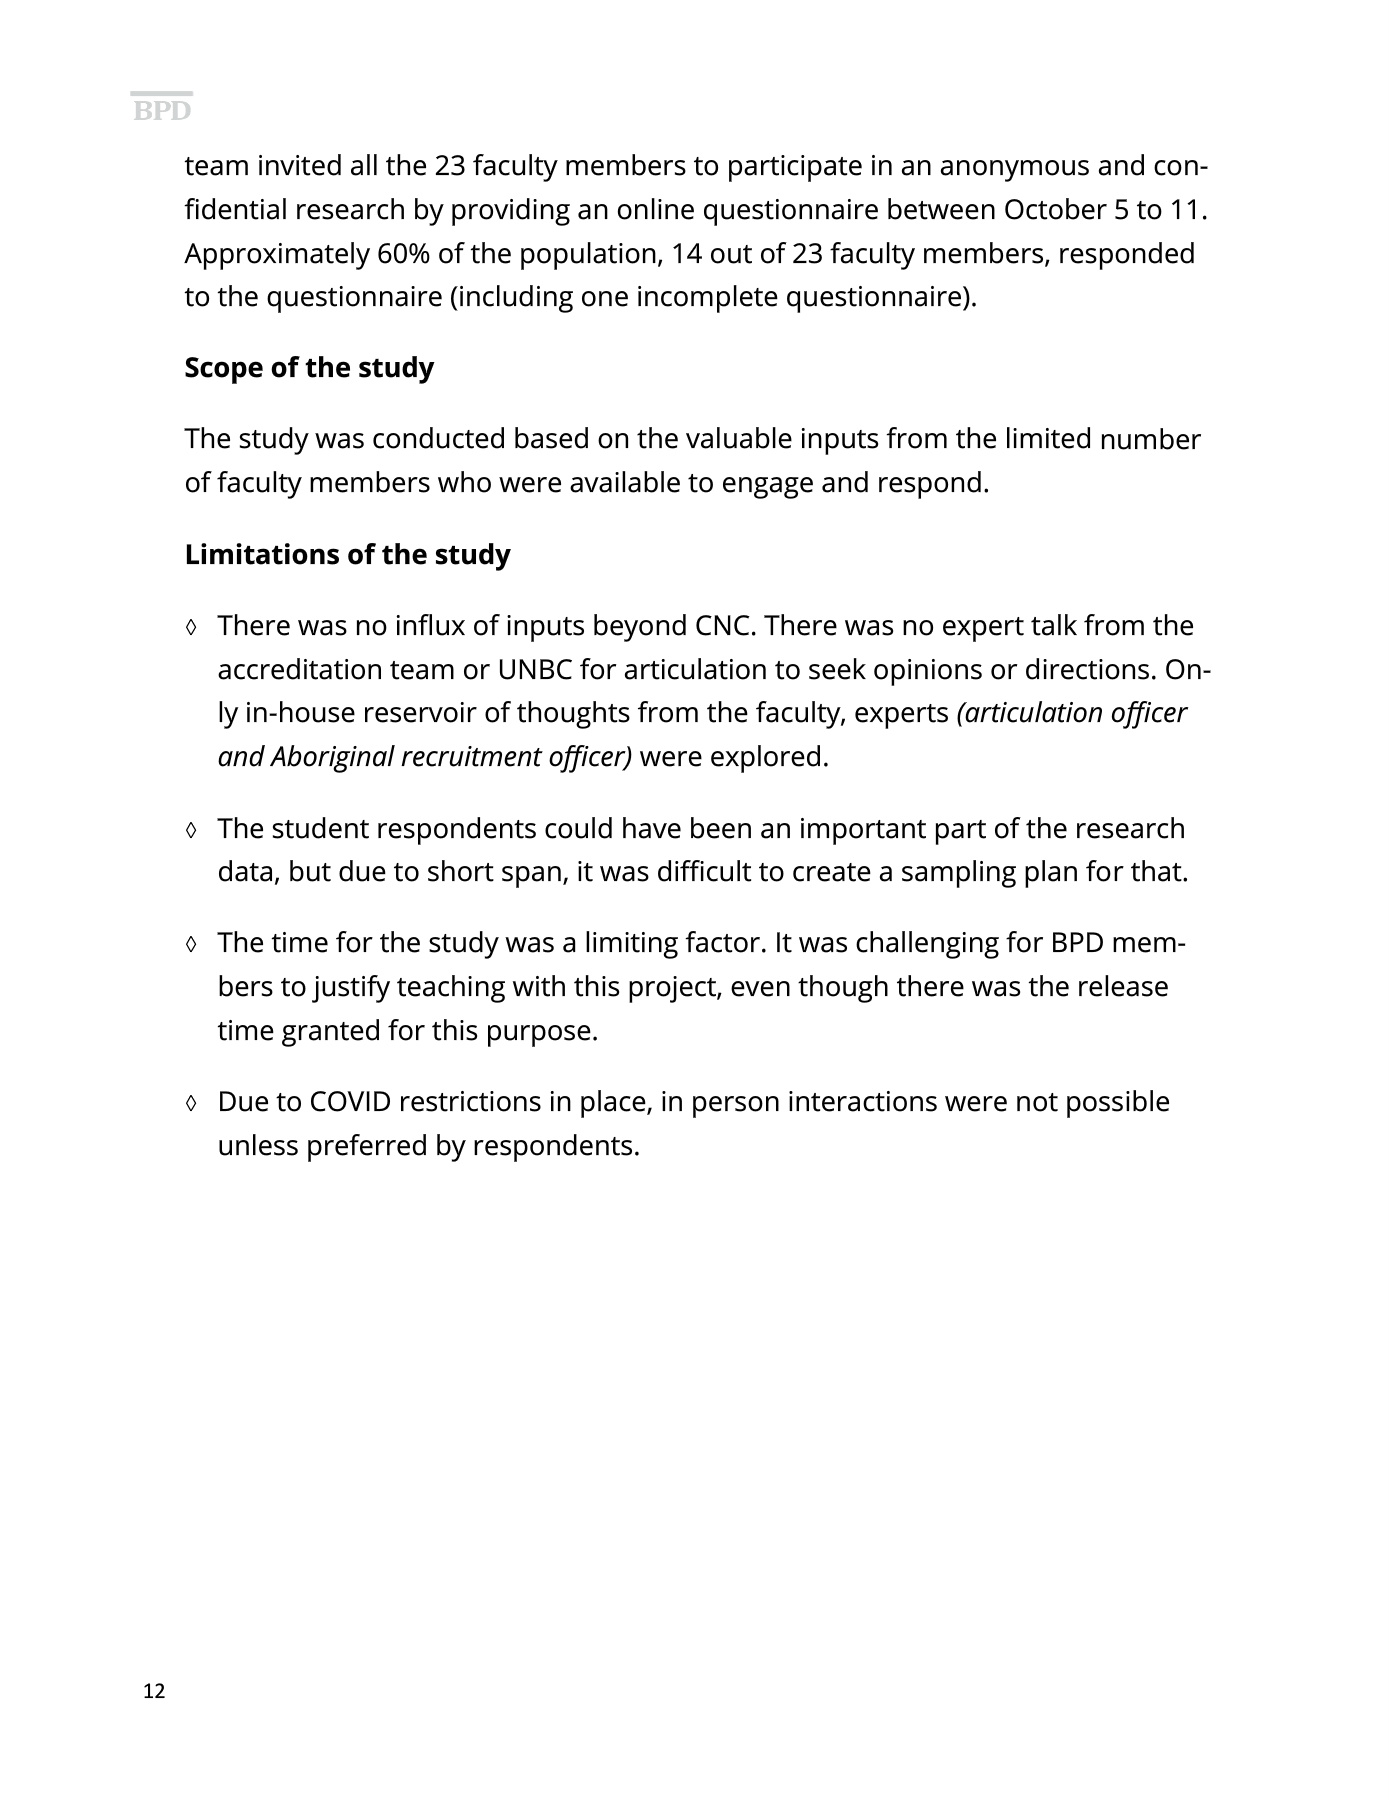 BPD
team invited all the 23 faculty members to participate in an anonymous and con-
fidential research by providing an online questionnaire between October 5 to 11.
Approximately 60% of the population, 14 out of 23 faculty members, responded
to the questionnaire (including one incomplete questionnaire).
Scope of the study
The study was conducted based on the valuable inputs from the limited number
of faculty members who were available to engage and respond.
Limitations of the study
◊ There was no influx of inputs beyond CNC. There was no expert talk from the
accreditation team or UNBC for articulation to seek opinions or directions. On-
ly in-house reservoir of thoughts from the faculty, experts (articulation officer
and Aboriginal recruitment officer) were explored.
◊ The student respondents could have been an important part of the research
data, but due to short span, it was difficult to create a sampling plan for that.
◊ The time for the study was a limiting factor. It was challenging for BPD mem-
bers to justify teaching with this project, even though there was the release
time granted for this purpose.
◊ Due to COVID restrictions in place, in person interactions were not possible
unless preferred by respondents.
12